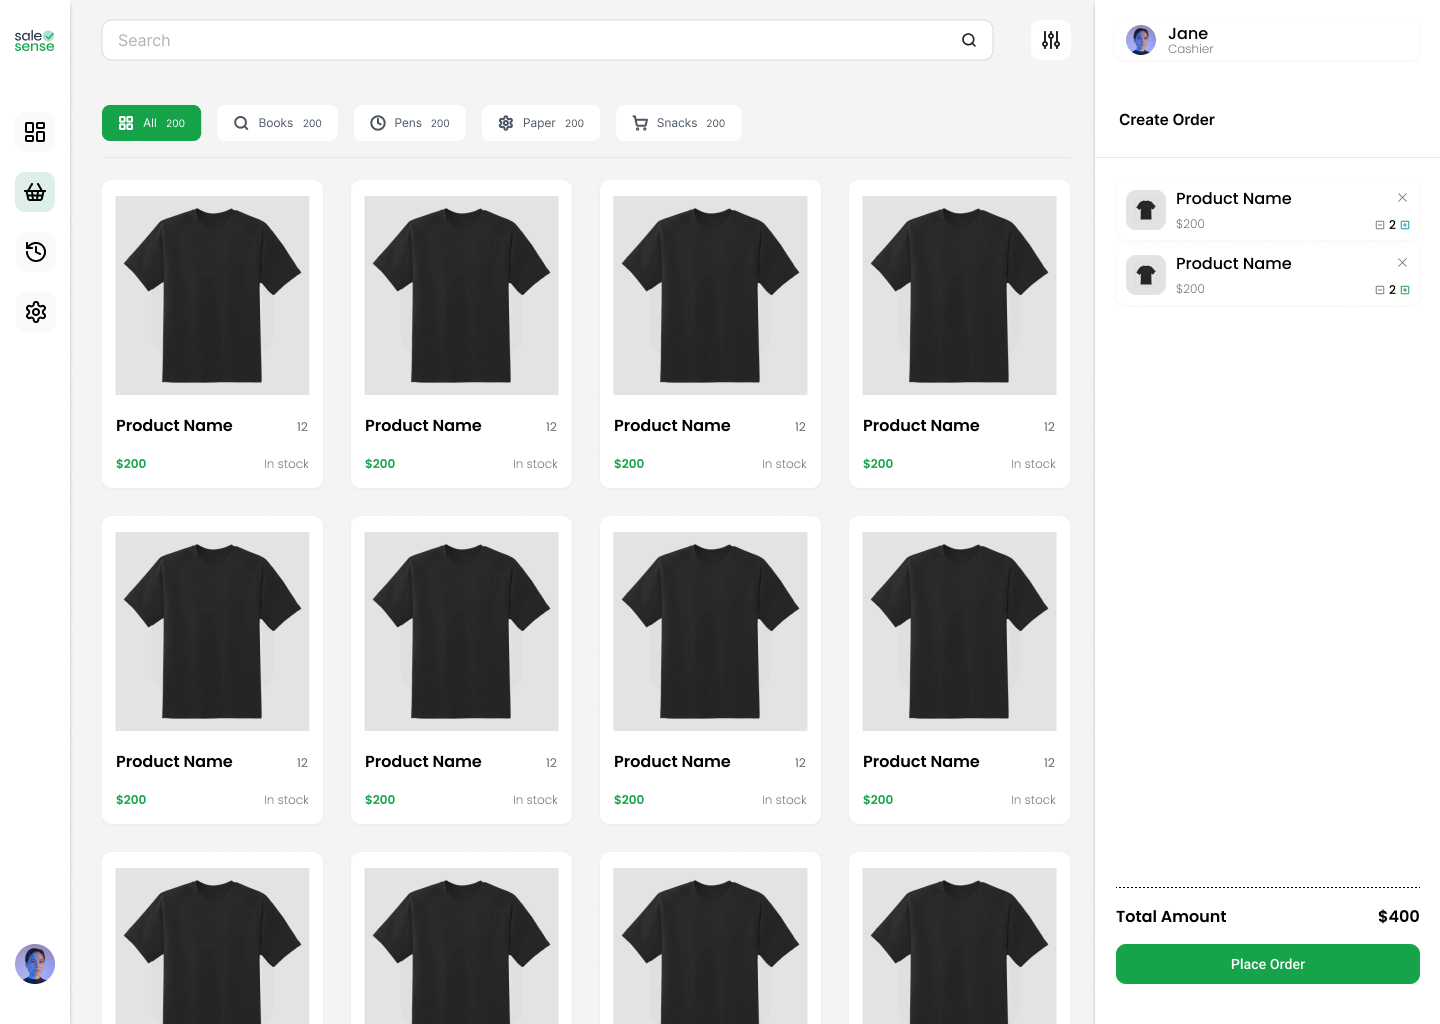 sale
sense
Search
Jane
Cashier
All 200
Books 200
Pens 200
Paper 200
Snacks 200
Create Order
Product Name
$200
2
Product Name
$200
2
Product Name 12
$200 In stock
Product Name 12
$200 In stock
Product Name 12
$200 In stock
Product Name 12
$200 In stock
Product Name 12
$200 In stock
Product Name 12
$200 In stock
Product Name 12
$200 In stock
Product Name 12
$200 In stock
Total Amount $400
Place Order